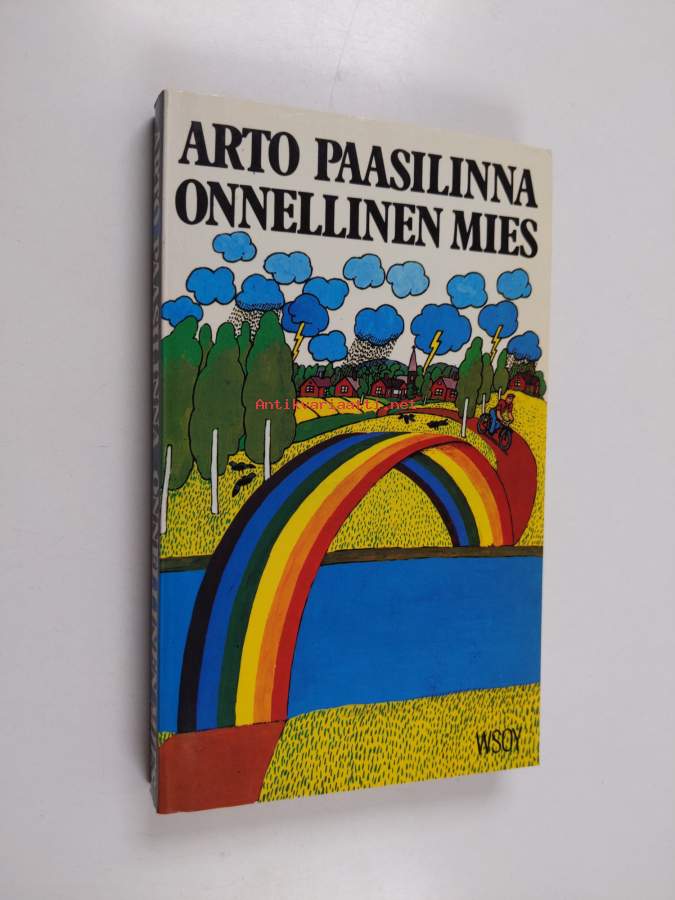 ARTO PAASILINNA
ONNELLINEN MIES
Antikvariaatti.net
WSOY
ARTO PAASILINNA ONNELLINEN MIES